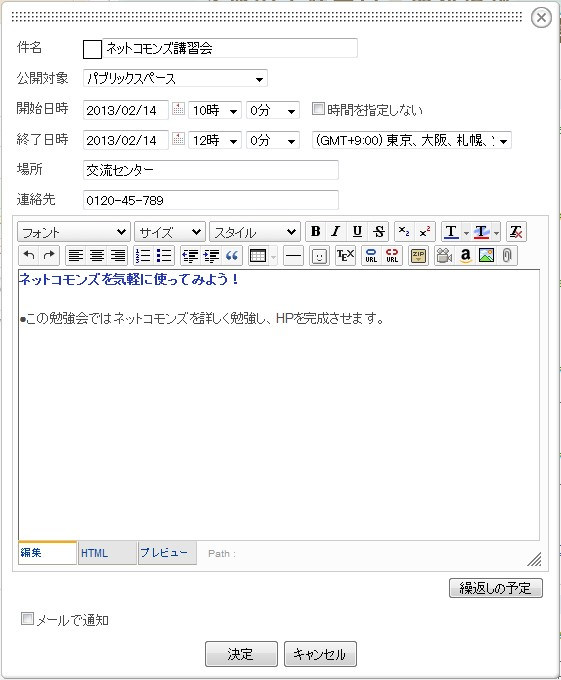 件名 ネットコモンズ講習会
公開対象 パブリックスペース
開始日時 2013/02/14 10時 0分 時間を指定しない
終了日時 2013/02/14 12時 0分 (GMT+9:00) 東京、大阪、札幌、
場所 交流センター
連絡先 0120-45-789
フォント サイズ スタイル B I U S x2 x2 T T T
TEX URL URL ZIP a
ネットコモンズを気軽に使ってみよう！
●この勉強会ではネットコモンズを詳しく勉強し、HPを完成させます。
編集 HTML プレビュー Path :
繰返しの予定
メールで通知
決定 キャンセル